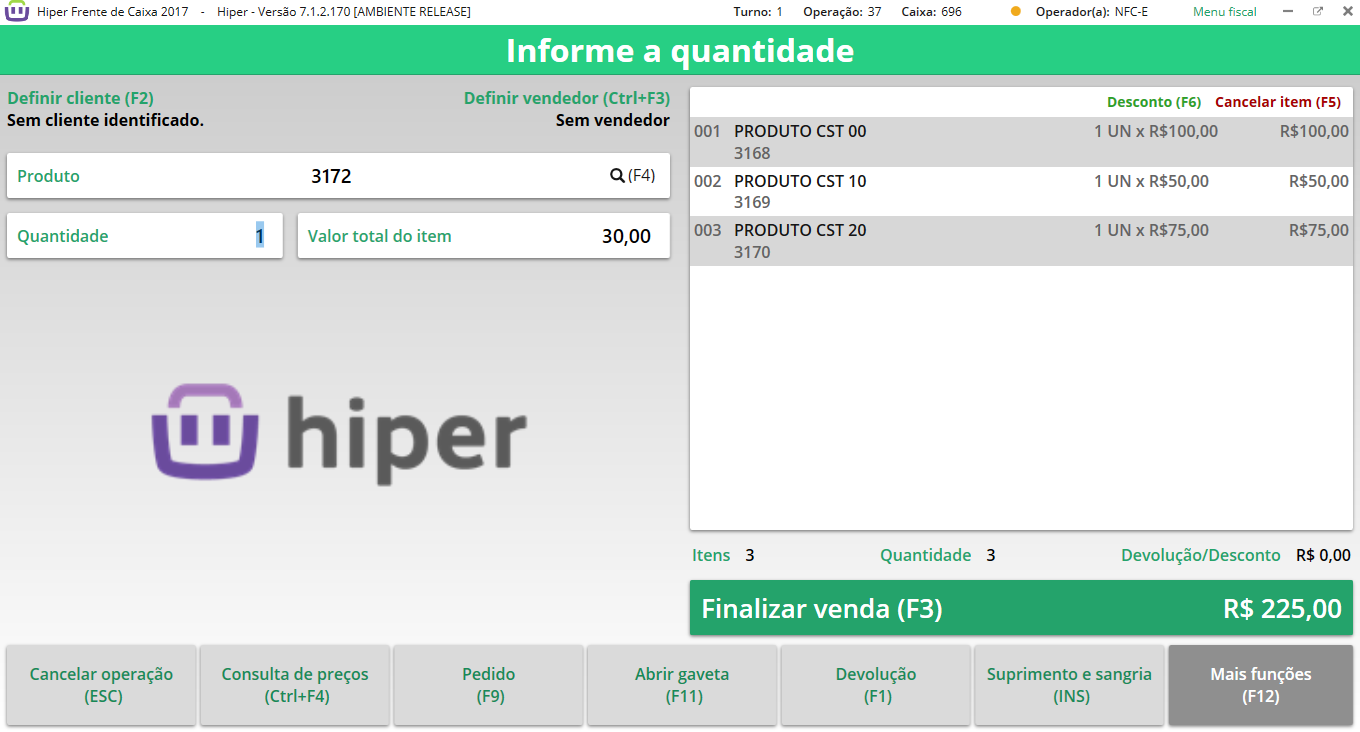 Hiper Frente de Caixa 2017 - Hiper - Versão 7.1.2.170 [AMBIENTE RELEASE] Turno: 1 Operação: 37 Caixa: 696 Operador(a): NFC-E Menu fiscal
Informe a quantidade
Definir cliente (F2) Definir vendedor (Ctrl+F3)
Sem cliente identificado. Sem vendedor
Produto 3172 (F4)
Quantidade 1 Valor total do item 30,00
hiper
Desconto (F6) Cancelar item (F5)
001 PRODUTO CST 00 1 UN x R$100,00 R$100,00
3168
002 PRODUTO CST 10 1 UN x R$50,00 R$50,00
3169
003 PRODUTO CST 20 1 UN x R$75,00 R$75,00
3170
Itens 3 Quantidade 3 Devolução/Desconto R$ 0,00
Finalizar venda (F3) R$ 225,00
Cancelar operação (ESC)
Consulta de preços (Ctrl+F4)
Pedido (F9)
Abrir gaveta (F11)
Devolução (F1)
Suprimento e sangria (INS)
Mais funções (F12)